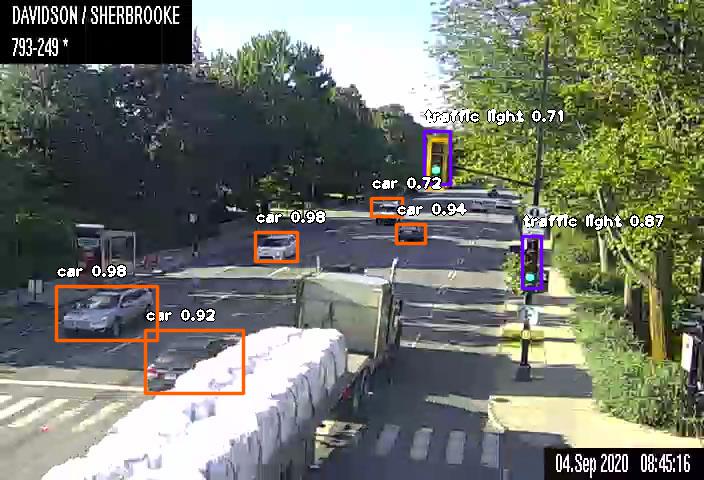 DAVIDSON / SHERBROOKE
793-249 *
traffic light 0.71
car 0.72
car 0.94
car 0.98
traffic light 0.87
car 0.98
car 0.92
04.Sep 2020 08:45:16